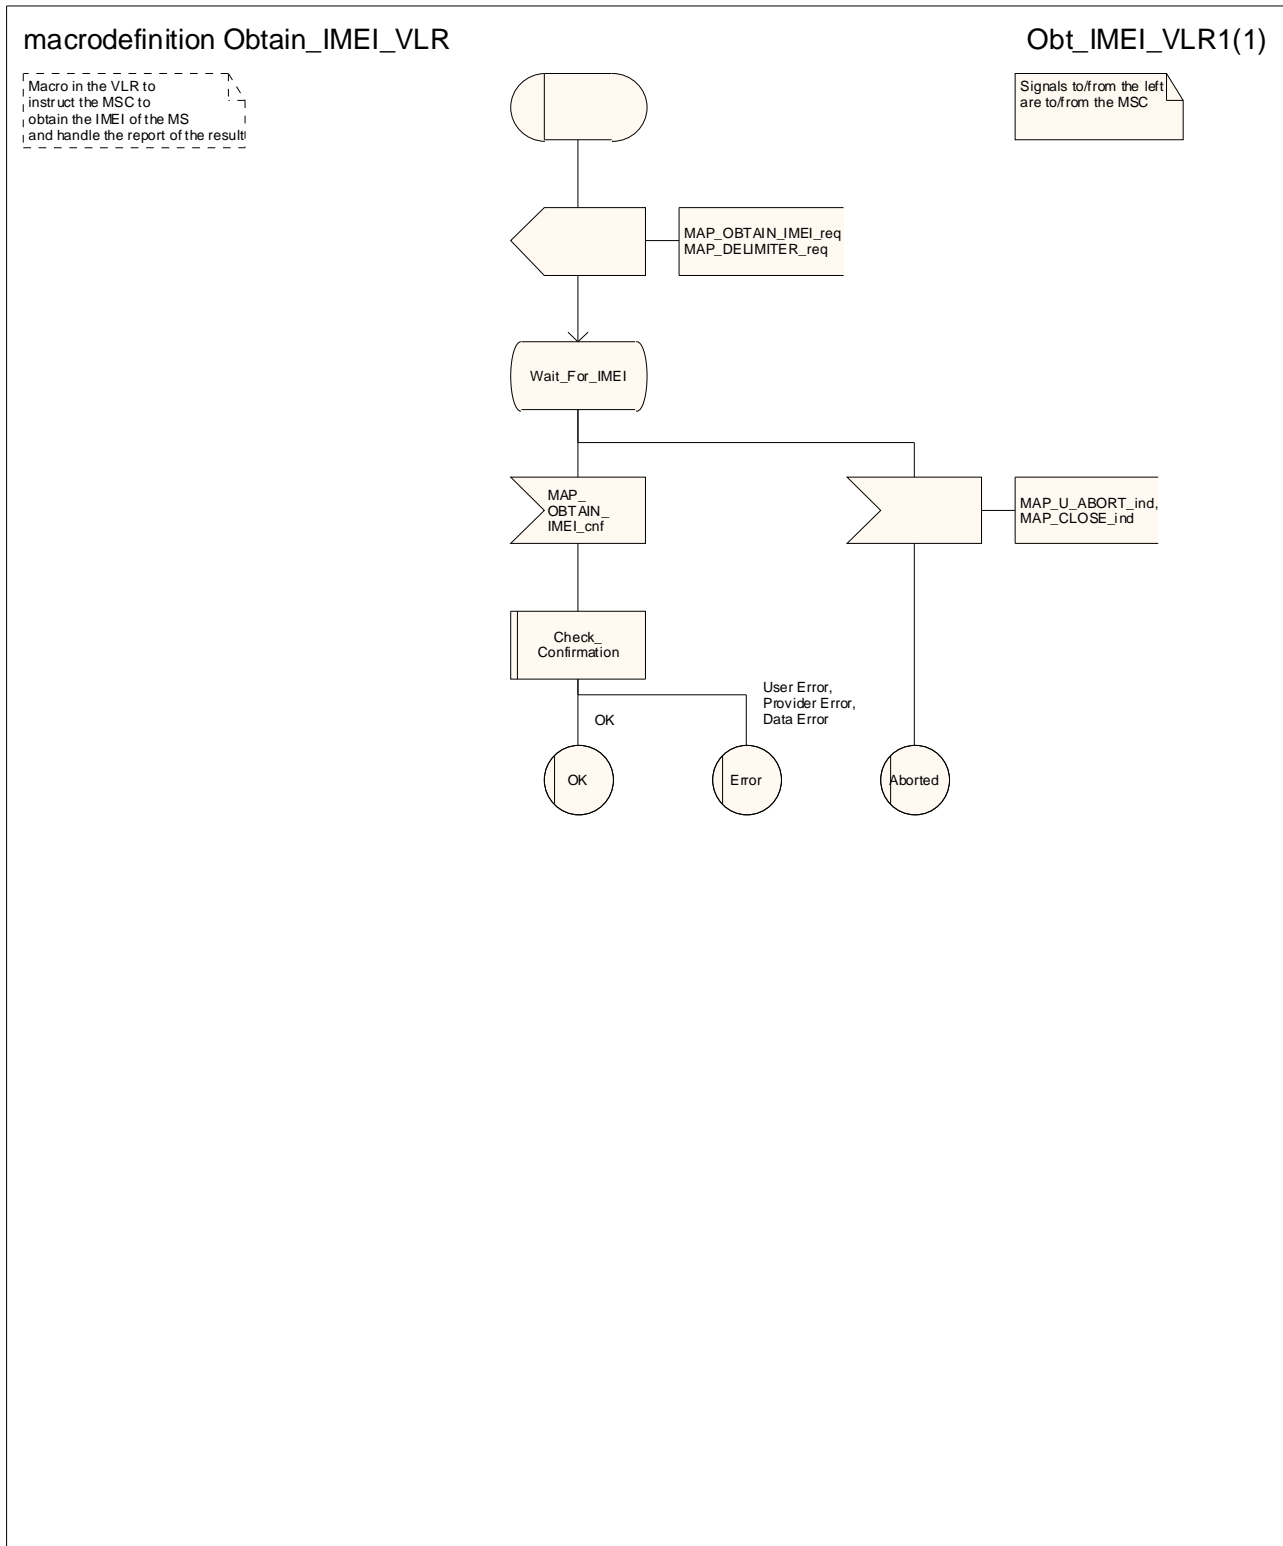 macrodefinition Obtain_IMEI_VLR
Obt_IMEI_VLR1(1)
Macro in the VLR to
instruct the MSC to
obtain the IMEI of the MS
and handle the report of the result
Signals to/from the left
are to/from the MSC
MAP_OBTAIN_IMEI_req
MAP_DELIMITER_req
Wait_For_IMEI
MAP_
OBTAIN_
IMEI_cnf
MAP_U_ABORT_ind,
MAP_CLOSE_ind
Check_
Confirmation
User Error,
Provider Error,
Data Error
OK
OK
Error
Aborted